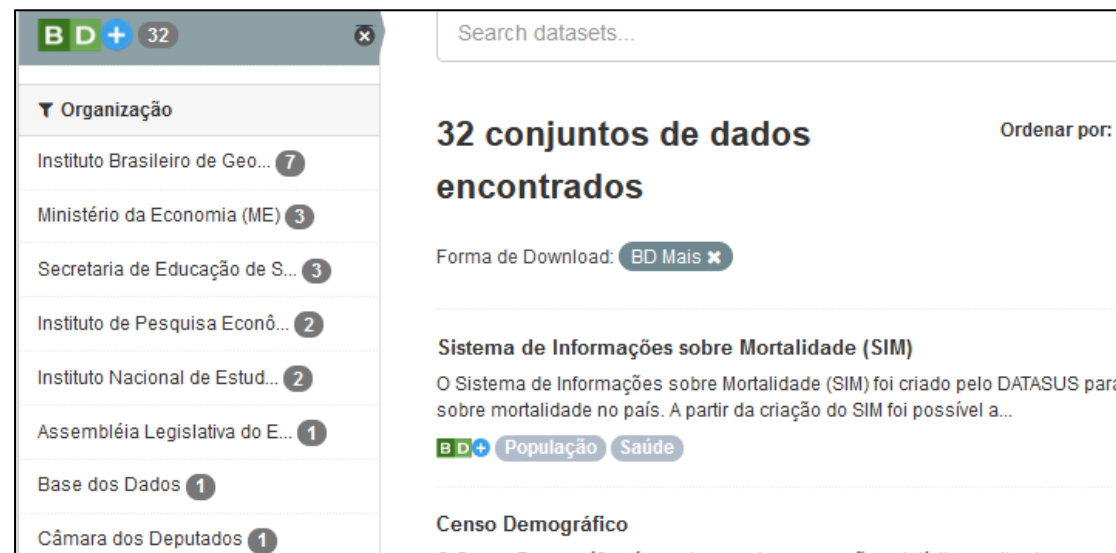 BD+ 32
Organização
Instituto Brasileiro de Geo... 7
Ministério da Economia (ME) 3
Secretaria de Educação de S... 3
Instituto de Pesquisa Econô... 2
Instituto Nacional de Estud... 2
Assembléia Legislativa do E... 1
Base dos Dados 1
Câmara dos Deputados 1
Search datasets...
32 conjuntos de dados
encontrados
Ordenar por:
Forma de Download: BD Mais ✖
Sistema de Informações sobre Mortalidade (SIM)
O Sistema de Informações sobre Mortalidade (SIM) foi criado pelo DATASUS para
sobre mortalidade no país. A partir da criação do SIM foi possível a...
BD+ População Saúde
Censo Demográfico